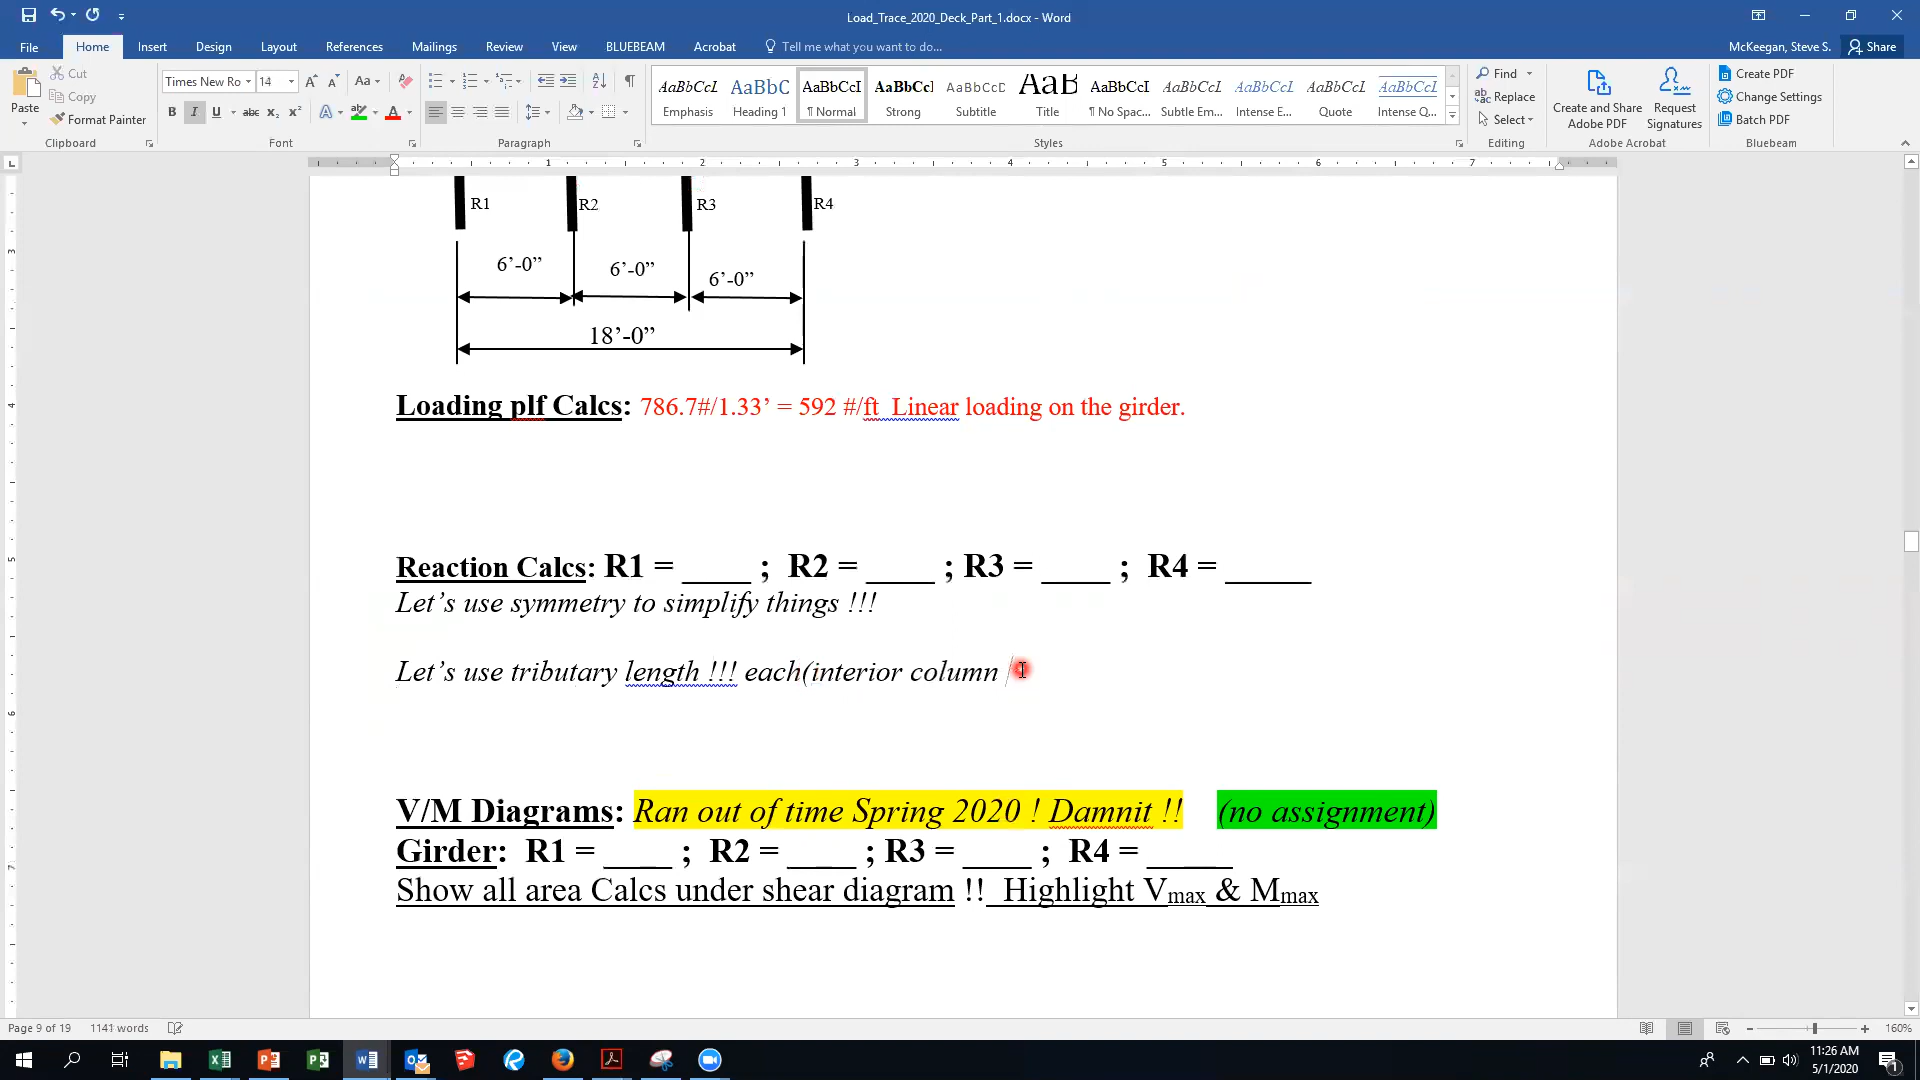 Load_Trace_2020_Deck_Part_1.docx - Word
File Home Insert Design Layout References Mailings Review View BLUEBEAM Acrobat Tell me what you want to do... McKeegan, Steve S. Share
Paste Cut Copy Format Painter
Clipboard
Times New Ro 14
Font
Paragraph
AaBbCcI AaBbC AaBbCcI AaBbCcI AaBbCcD AaB AaBbCcI AaBbCcI AaBbCcI AaBbCcI AaBbCcI
Emphasis Heading 1 ¶ Normal Strong Subtitle Title ¶ No Spac... Subtle Em... Intense E... Quote Intense Q...
Styles
Find
Replace
Select
Editing
Create and Share Adobe PDF
Request Signatures
Adobe Acrobat
Create PDF
Change Settings
Batch PDF
Bluebeam
1 2 3 4 5 6 7
R1 R2 R3 R4
6’-0” 6’-0” 6’-0”
18’-0”
Loading plf Calcs: 786.7#/1.33’ = 592 #/ft Linear loading on the girder.
Reaction Calcs: R1 = ____ ; R2 = ____ ; R3 = ____ ; R4 = _____
Let’s use symmetry to simplify things !!!
Let’s use tributary length !!! each(interior column
V/M Diagrams: Ran out of time Spring 2020 ! Damnit !! (no assignment)
Girder: R1 = ____ ; R2 = ____ ; R3 = ____ ; R4 = _____
Show all area Calcs under shear diagram !! Highlight Vmax & Mmax
Page 9 of 19 1141 words 160%
11:26 AM
5/1/2020